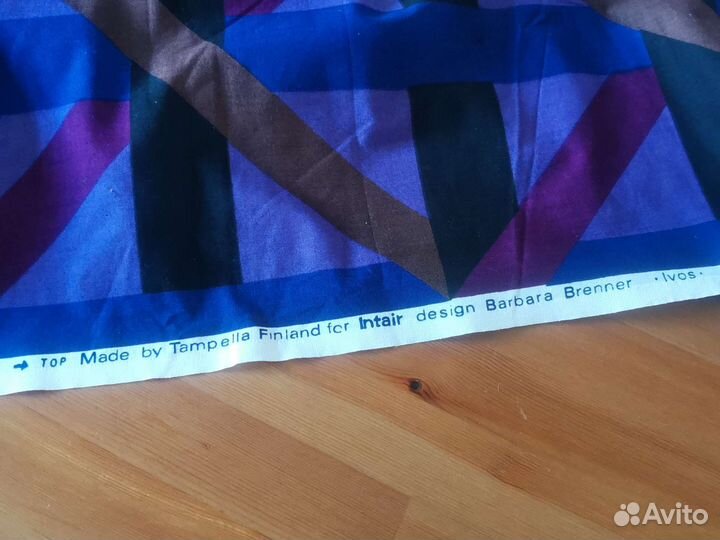 → TOP Made by Tampella Finland for Intair design Barbara Brenner · Ivos ·
Avito